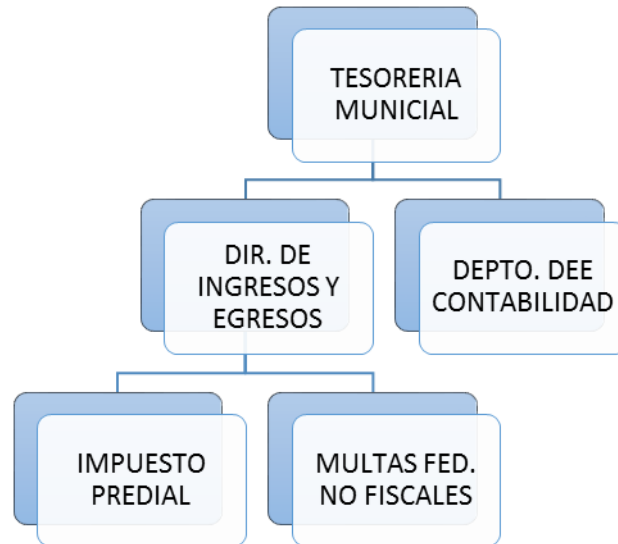 TESORERIA
MUNICIAL
DIR. DE
INGRESOS Y
EGRESOS
DEPTO. DEE
CONTABILIDAD
IMPUESTO
PREDIAL
MULTAS FED.
NO FISCALES